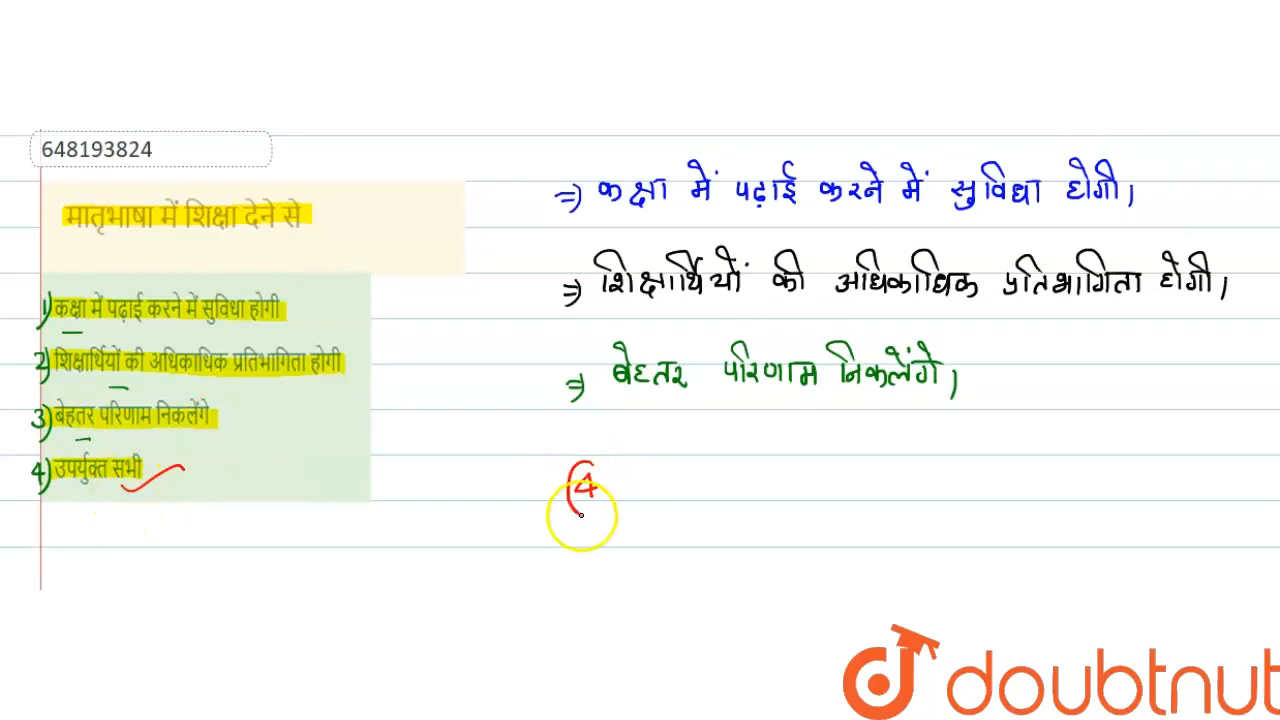 648193824
मातृभाषा में शिक्षा देने से
1) कक्षा में पढ़ाई करने में सुविधा होगी
2) शिक्षार्थियों की अधिकाधिक प्रतिभागिता होगी
3) बेहतर परिणाम निकलेंगे
4) उपर्युक्त सभी
⇒ कक्षा में पढ़ाई करने में सुविधा होगी।
⇒ शिक्षार्थियों की अधिकाधिक प्रतिभागिता होगी।
⇒ बेहतर परिणाम निकलेंगे।
(4
doubtnut